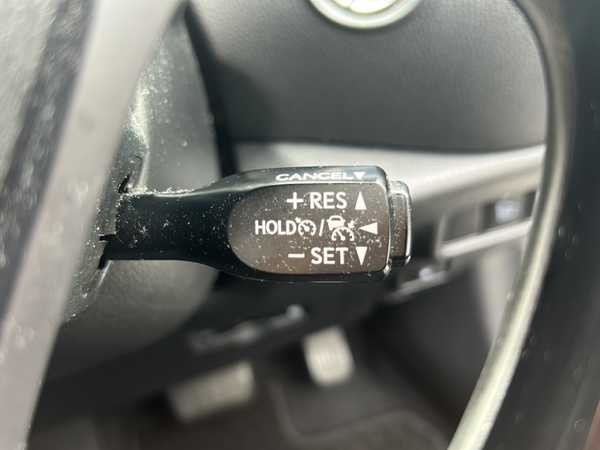 CANCEL▼
+ RES ▲
HOLD / ◄
− SET ▼